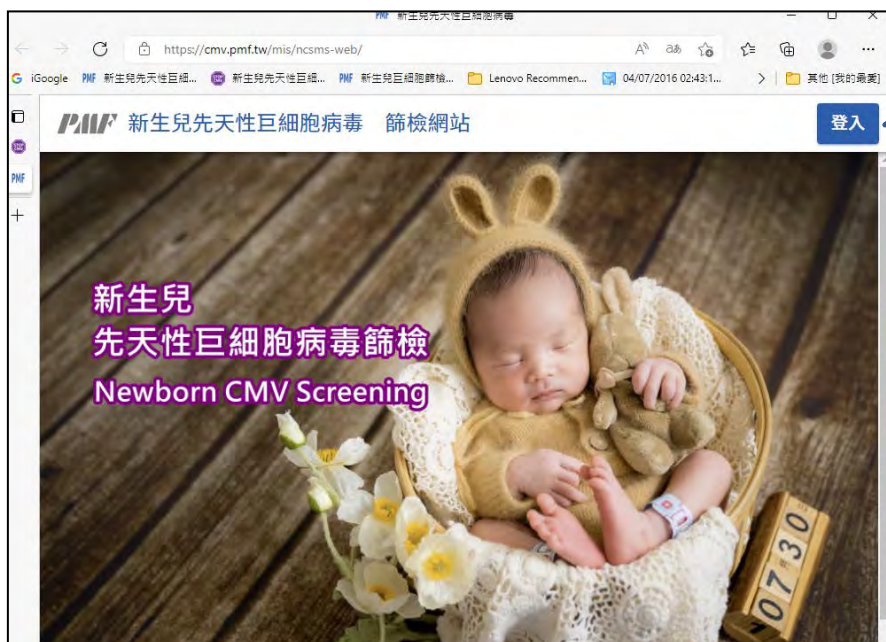 PMF 新生兒先天性巨細胞病毒
https://cmv.pmf.tw/mis/ncsms-web/
iGoogle PMF 新生兒先天性巨細... 新生兒先天性巨細... PMF 新生兒巨細胞篩檢... Lenovo Recommen... 04/07/2016 02:43:1... 其他 [我的最愛]
PMF 新生兒先天性巨細胞病毒 篩檢網站 登入
PMF
新生兒
先天性巨細胞病毒篩檢
Newborn CMV Screening
0730